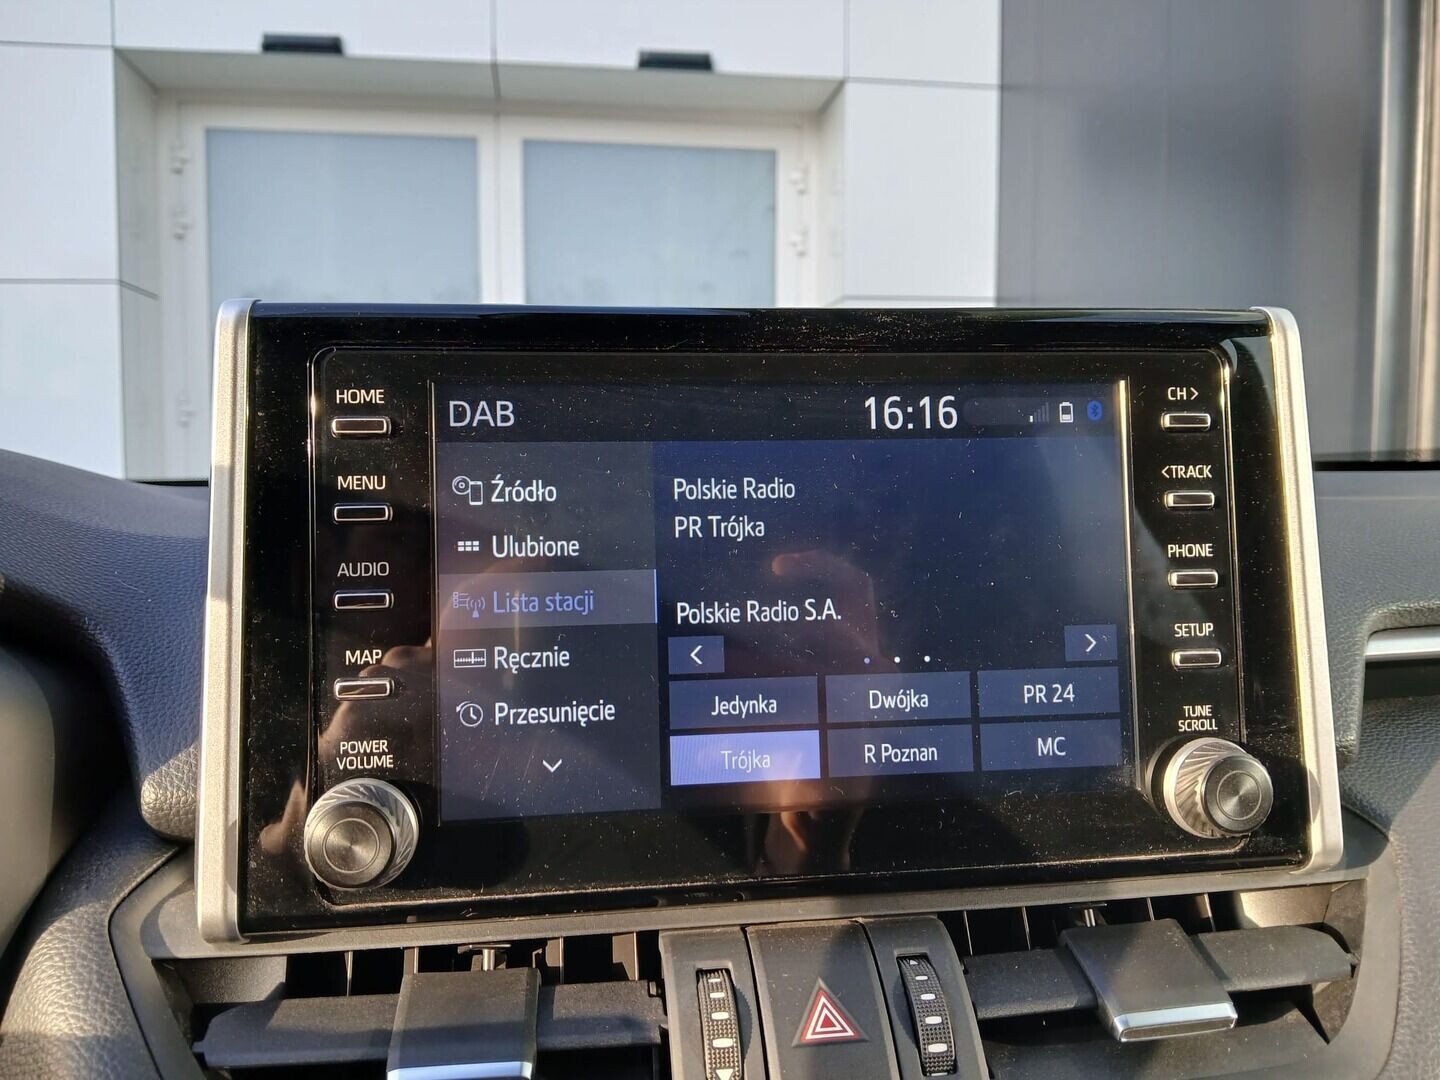 HOME
MENU
AUDIO
MAP
POWER
VOLUME
DAB
16:16
Źródło
Ulubione
Lista stacji
Ręcznie
Przesunięcie
Polskie Radio
PR Trójka
Polskie Radio S.A.
< >
Jedynka
Dwójka
PR 24
Trójka
R Poznan
MC
CH>
<TRACK
PHONE
SETUP
TUNE
SCROLL